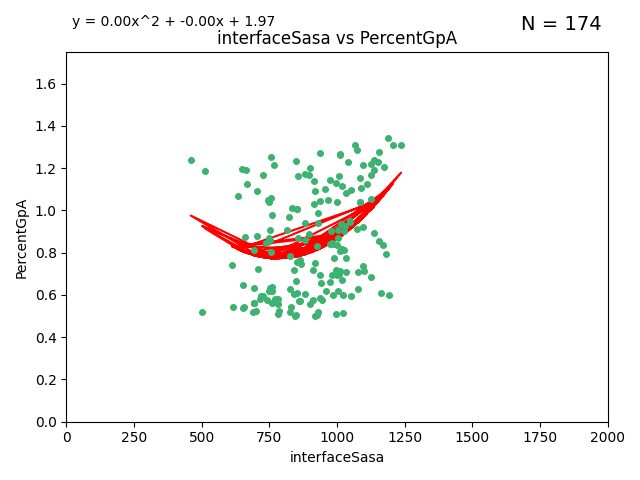 y = 0.00x^2 + -0.00x + 1.97
N = 174
interfaceSasa vs PercentGpA
PercentGpA
1.6
1.4
1.2
1.0
0.8
0.6
0.4
0.2
0.0
0 250 500 750 1000 1250 1500 1750 2000
interfaceSasa